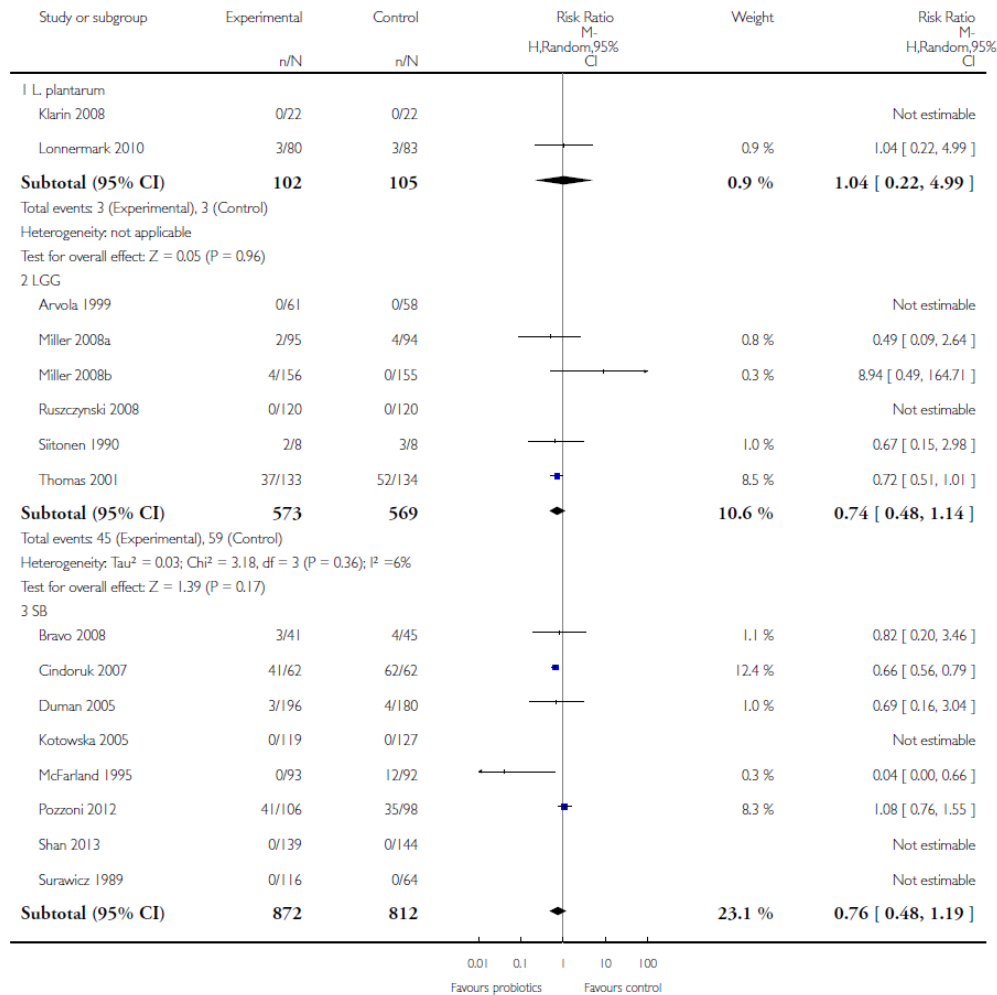 Study or subgroup Experimental Control Risk Ratio Weight Risk Ratio
M- M-
H,Random,95% H,Random,95%
n/N n/N CI CI
1 L. plantarum
Klarin 2008 0/22 0/22 Not estimable
Lonnermark 2010 3/80 3/83 0.9 % 1.04 [ 0.22, 4.99 ]
Subtotal (95% CI) 102 105 0.9 % 1.04 [ 0.22, 4.99 ]
Total events: 3 (Experimental), 3 (Control)
Heterogeneity: not applicable
Test for overall effect: Z = 0.05 (P = 0.96)
2 LGG
Arvola 1999 0/61 0/58 Not estimable
Miller 2008a 2/95 4/94 0.8 % 0.49 [ 0.09, 2.64 ]
Miller 2008b 4/156 0/155 0.3 % 8.94 [ 0.49, 164.71 ]
Ruszczynski 2008 0/120 0/120 Not estimable
Siitonen 1990 2/8 3/8 1.0 % 0.67 [ 0.15, 2.98 ]
Thomas 2001 37/133 52/134 8.5 % 0.72 [ 0.51, 1.01 ]
Subtotal (95% CI) 573 569 10.6 % 0.74 [ 0.48, 1.14 ]
Total events: 45 (Experimental), 59 (Control)
Heterogeneity: Tau² = 0.03; Chi² = 3.18, df = 3 (P = 0.36); I² =6%
Test for overall effect: Z = 1.39 (P = 0.17)
3 SB
Bravo 2008 3/41 4/45 1.1 % 0.82 [ 0.20, 3.46 ]
Cindoruk 2007 41/62 62/62 12.4 % 0.66 [ 0.56, 0.79 ]
Duman 2005 3/196 4/180 1.0 % 0.69 [ 0.16, 3.04 ]
Kotowska 2005 0/119 0/127 Not estimable
McFarland 1995 0/93 12/92 0.3 % 0.04 [ 0.00, 0.66 ]
Pozzoni 2012 41/106 35/98 8.3 % 1.08 [ 0.76, 1.55 ]
Shan 2013 0/139 0/144 Not estimable
Surawicz 1989 0/116 0/64 Not estimable
Subtotal (95% CI) 872 812 23.1 % 0.76 [ 0.48, 1.19 ]
0.01 0.1 1 10 100
Favours probiotics Favours control